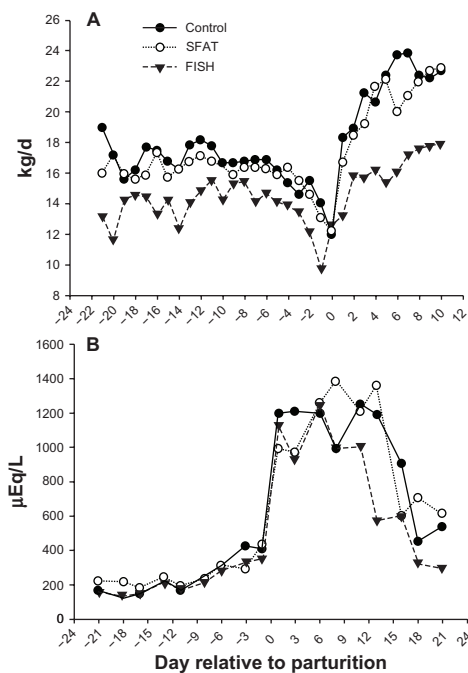 A
Control
SFAT
FISH
26
24
22
20
18
16
14
12
10
8
kg/d
−24 −22 −20 −18 −16 −14 −12 −10 −8 −6 −4 −2 0 2 4 6 8 10 12
B
1600
1400
1200
1000
800
600
400
200
0
μEq/L
−24 −21 −18 −15 −12 −9 −6 −3 0 3 6 9 12 15 18 21 24
Day relative to parturition